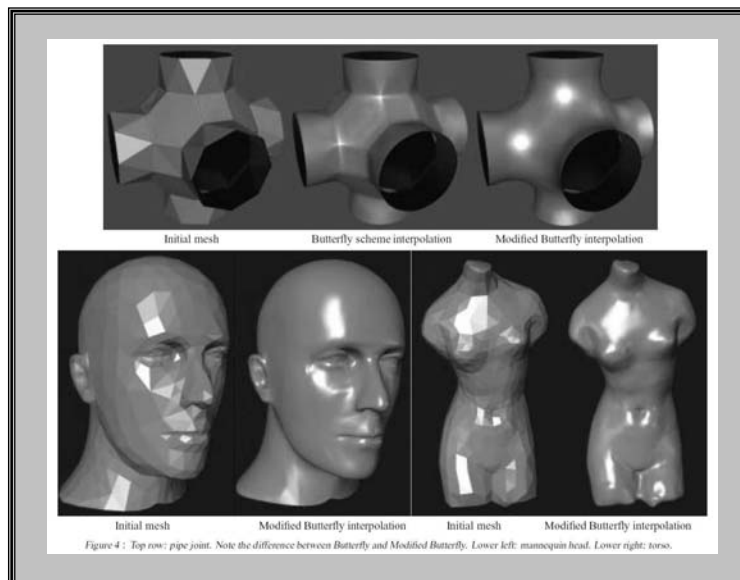 Initial mesh Butterfly scheme interpolation Modified Butterfly interpolation
Initial mesh Modified Butterfly interpolation Initial mesh Modified Butterfly interpolation
Figure 4 : Top row: pipe joint. Note the difference between Butterfly and Modified Butterfly. Lower left: mannequin head. Lower right: torso.